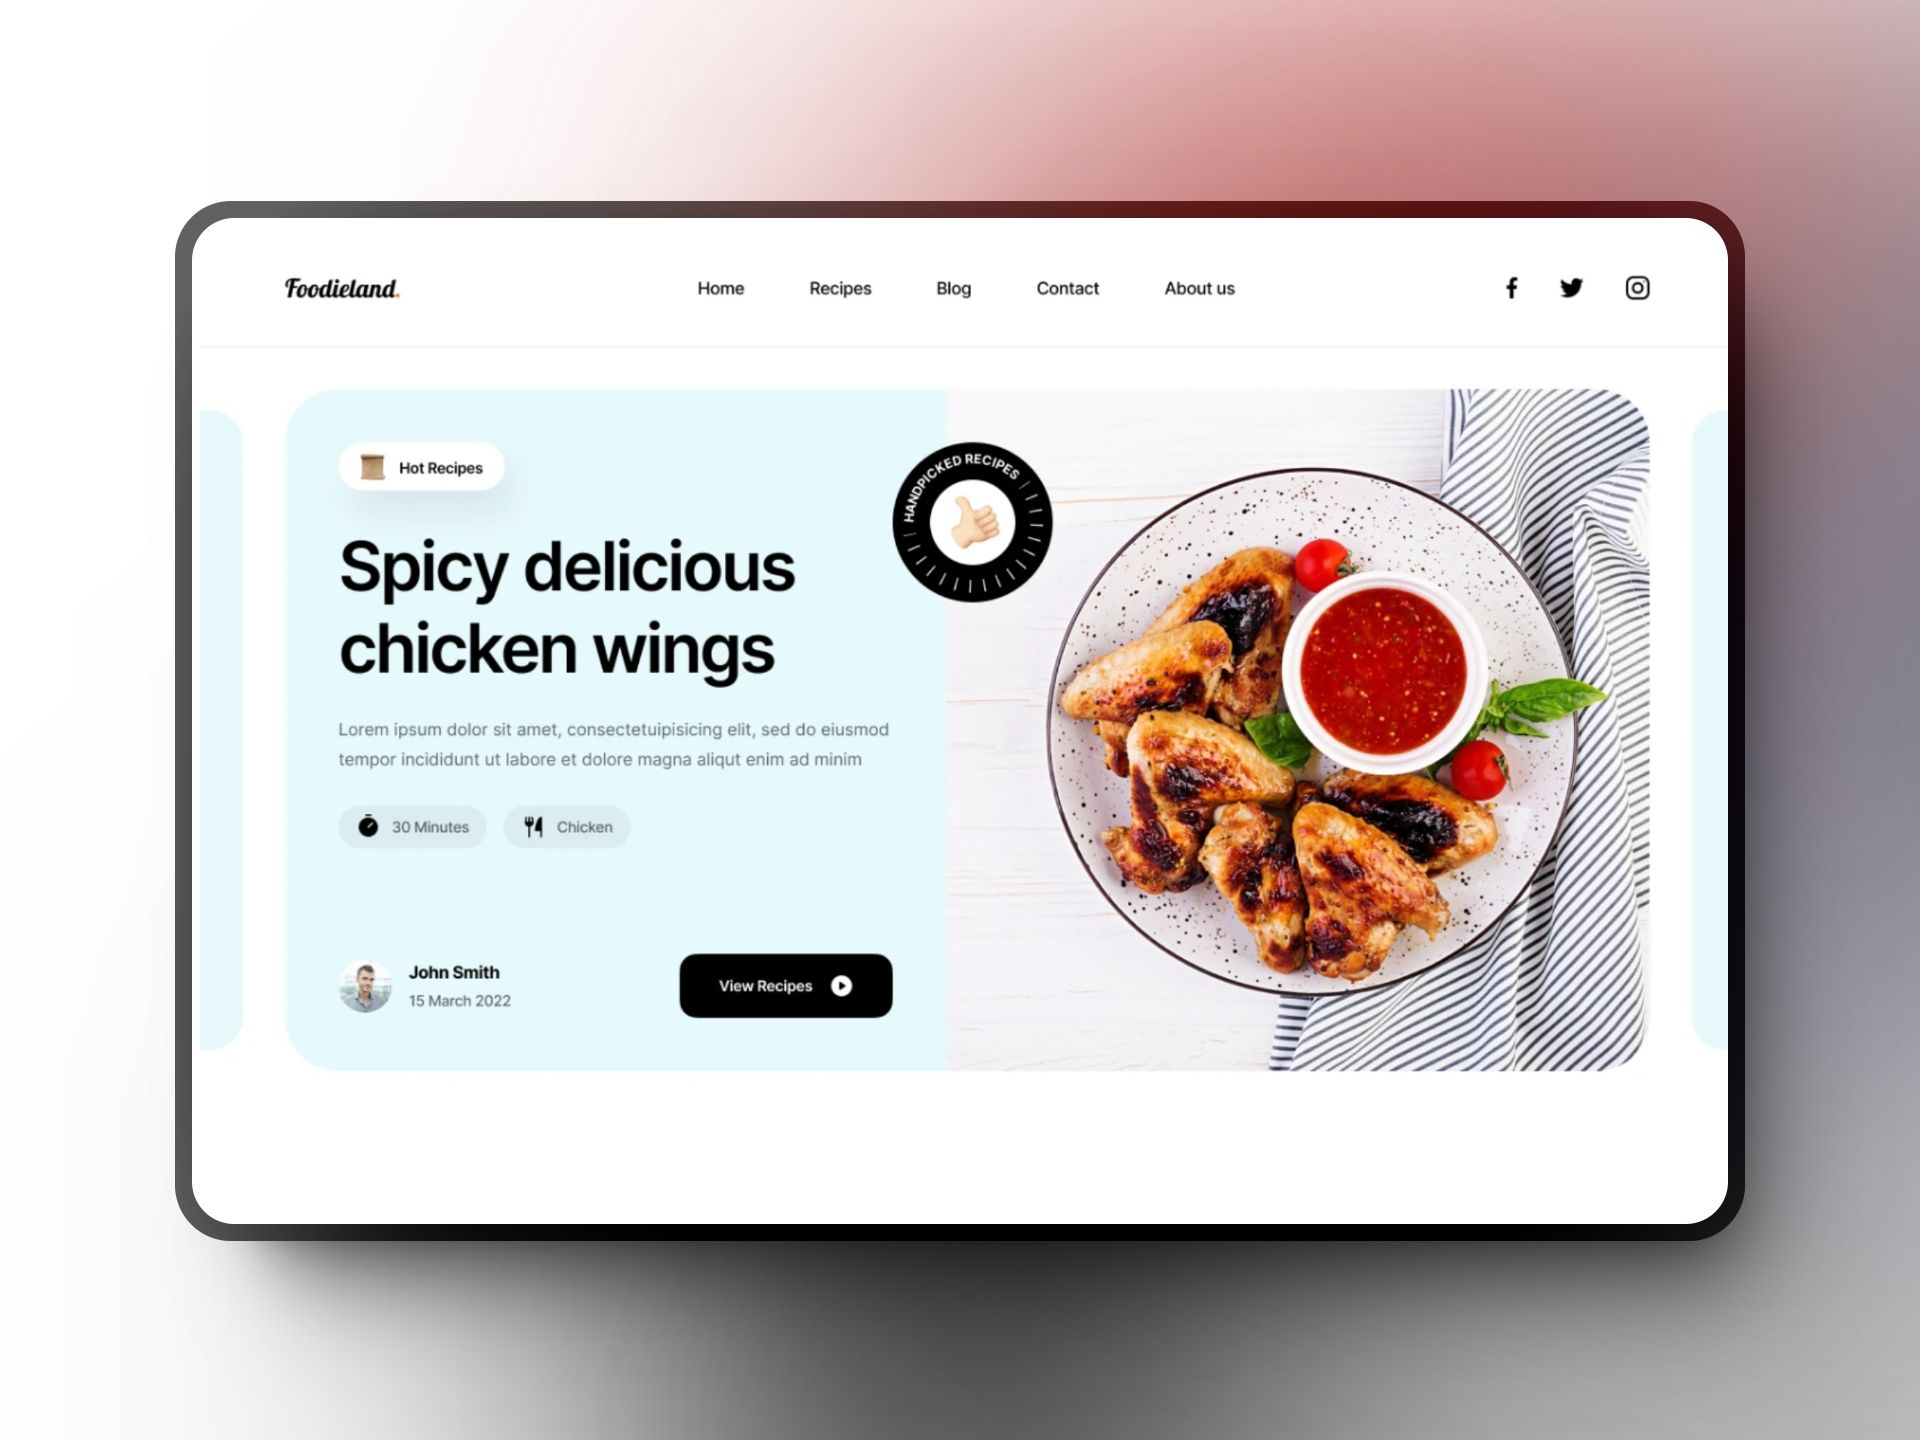 Foodieland.
Home
Recipes
Blog
Contact
About us
Hot Recipes
HANDPICKED RECIPES
Spicy delicious
chicken wings
Lorem ipsum dolor sit amet, consectetuipisicing elit, sed do eiusmod
tempor incididunt ut labore et dolore magna aliqut enim ad minim
30 Minutes
Chicken
John Smith
15 March 2022
View Recipes